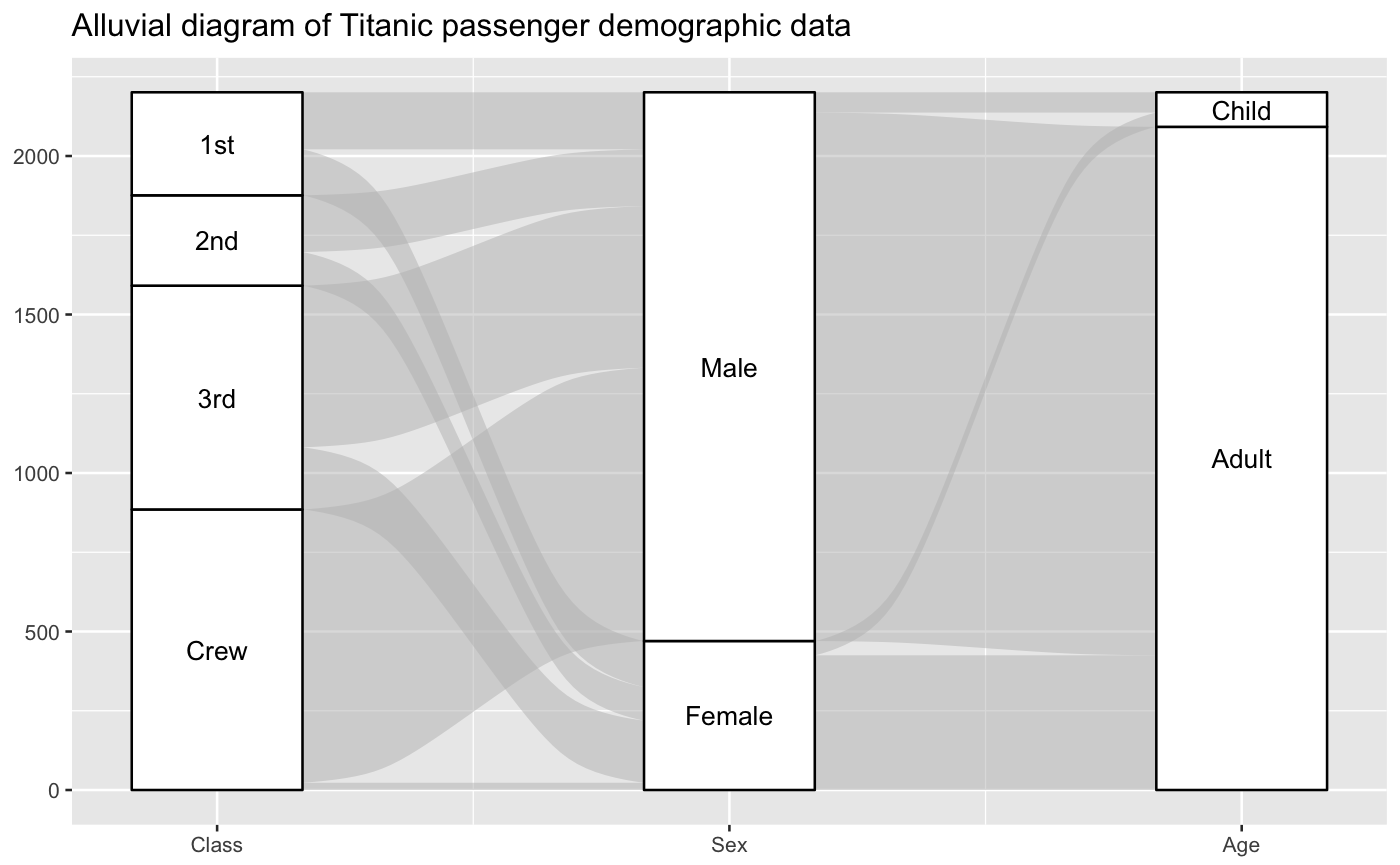 Alluvial diagram of Titanic passenger demographic data
2000
1500
1000
500
0
1st
2nd
3rd
Crew
Male
Female
Child
Adult
Class
Sex
Age